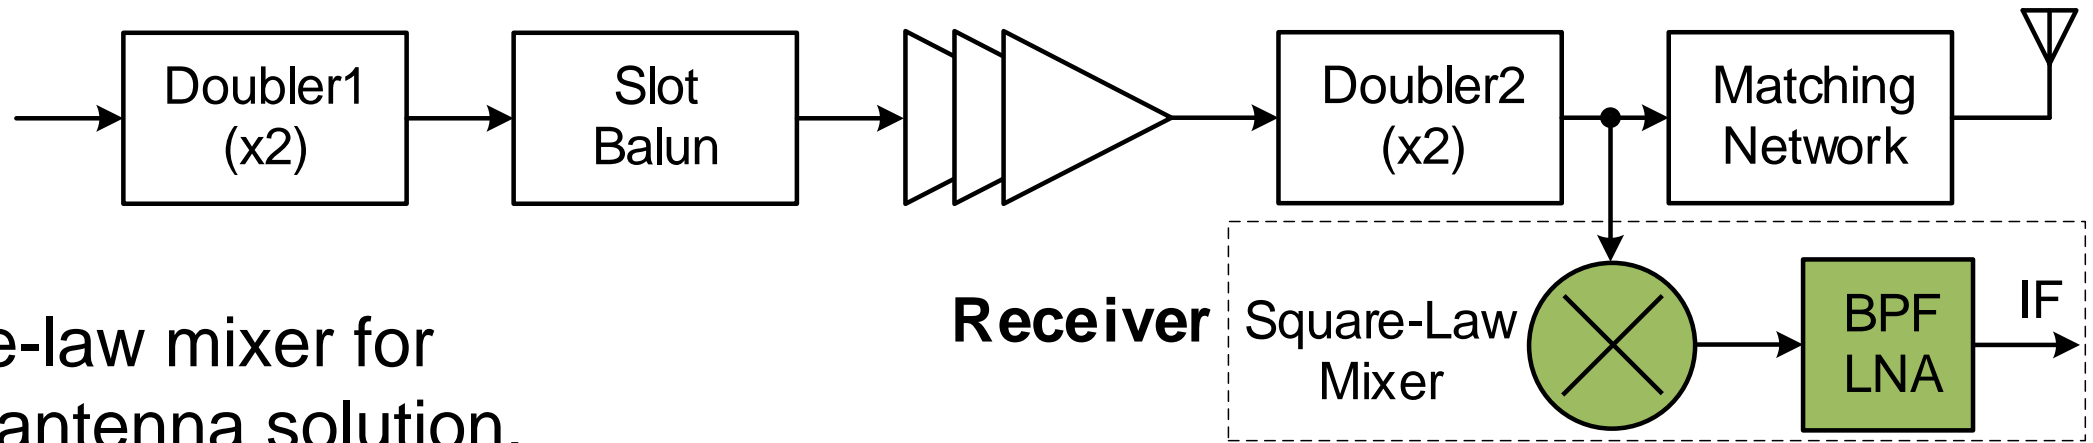 Doubler1
(x2)
Slot
Balun
Doubler2
(x2)
Matching
Network
Receiver
Square-Law
Mixer
BPF
LNA
IF
e-law mixer for
antenna solution.